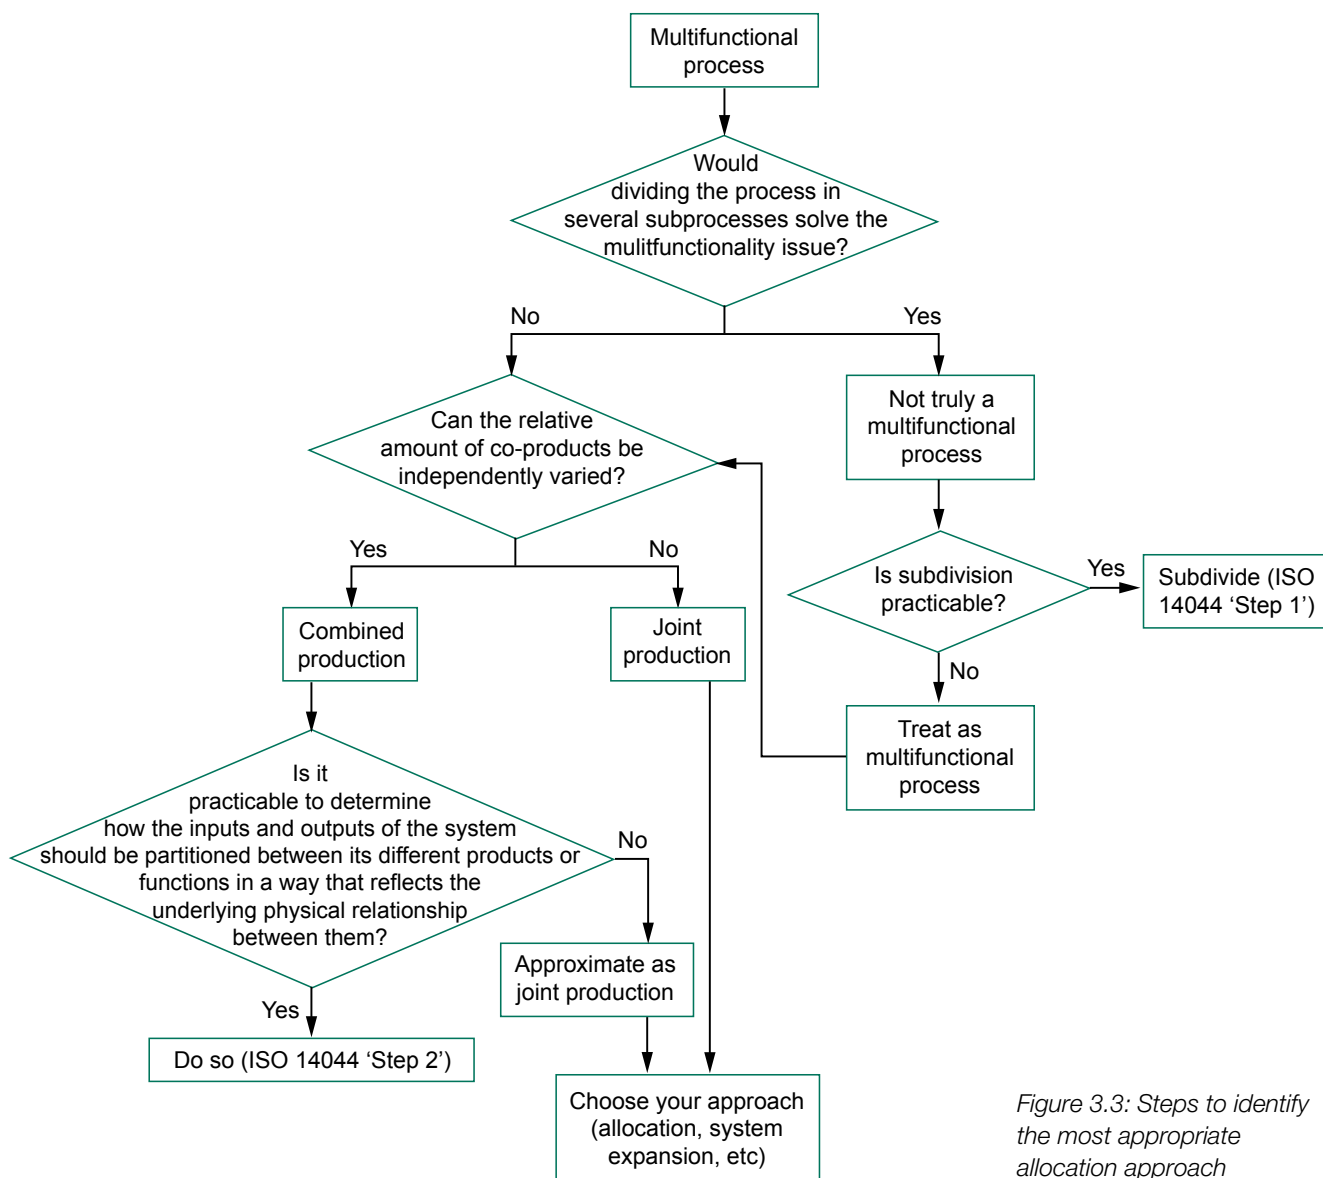 Multifunctional
process
Would
dividing the process in
several subprocesses solve the
mulitfunctionality issue?
No
Yes
Can the relative
amount of co-products be
independently varied?
Not truly a
multifunctional
process
Yes
No
Is subdivision
practicable?
Yes
Subdivide (ISO
14044 ‘Step 1’)
Combined
production
Joint
production
No
Treat as
multifunctional
process
Is it
practicable to determine
how the inputs and outputs of the system
should be partitioned between its different products or
functions in a way that reflects the
underlying physical relationship
between them?
No
Approximate as
joint production
Yes
Do so (ISO 14044 ‘Step 2’)
Choose your approach
(allocation, system
expansion, etc)
Figure 3.3: Steps to identify
the most appropriate
allocation approach